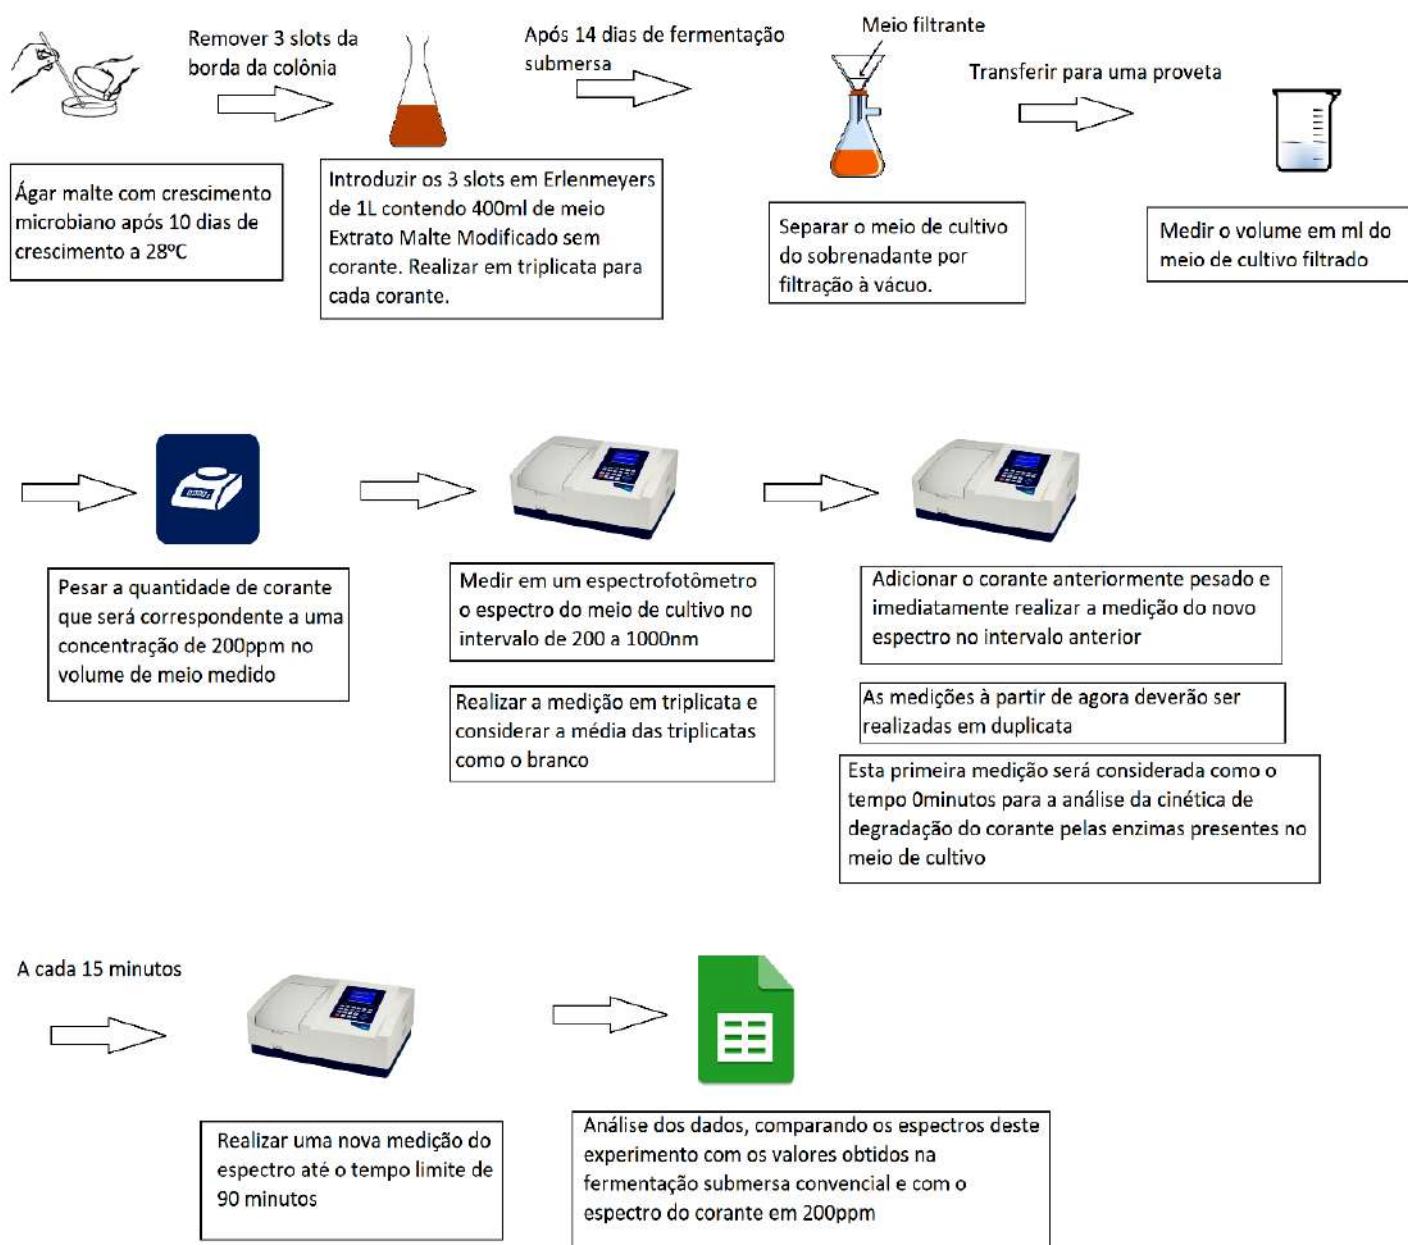 Remover 3 slots da
borda da colônia
Após 14 dias de fermentação
submersa
Meio filtrante
Transferir para uma proveta
Ágar malte com crescimento
microbiano após 10 dias de
crescimento a 28ºC
Introduzir os 3 slots em Erlenmeyers
de 1L contendo 400ml de meio
Extrato Malte Modificado sem
corante. Realizar em triplicata para
cada corante.
Separar o meio de cultivo
do sobrenadante por
filtração à vácuo.
Medir o volume em ml do
meio de cultivo filtrado
Pesar a quantidade de corante
que será correspondente a uma
concentração de 200ppm no
volume de meio medido
Medir em um espectrofotômetro
o espectro do meio de cultivo no
intervalo de 200 a 1000nm
Realizar a medição em triplicata e
considerar a média das triplicatas
como o branco
Adicionar o corante anteriormente pesado e
imediatamente realizar a medição do novo
espectro no intervalo anterior
As medições à partir de agora deverão ser
realizadas em duplicata
Esta primeira medição será considerada como o
tempo 0minutos para a análise da cinética de
degradação do corante pelas enzimas presentes no
meio de cultivo
A cada 15 minutos
Realizar uma nova medição do
espectro até o tempo limite de
90 minutos
Análise dos dados, comparando os espectros deste
experimento com os valores obtidos na
fermentação submersa convencial e com o
espectro do corante em 200ppm